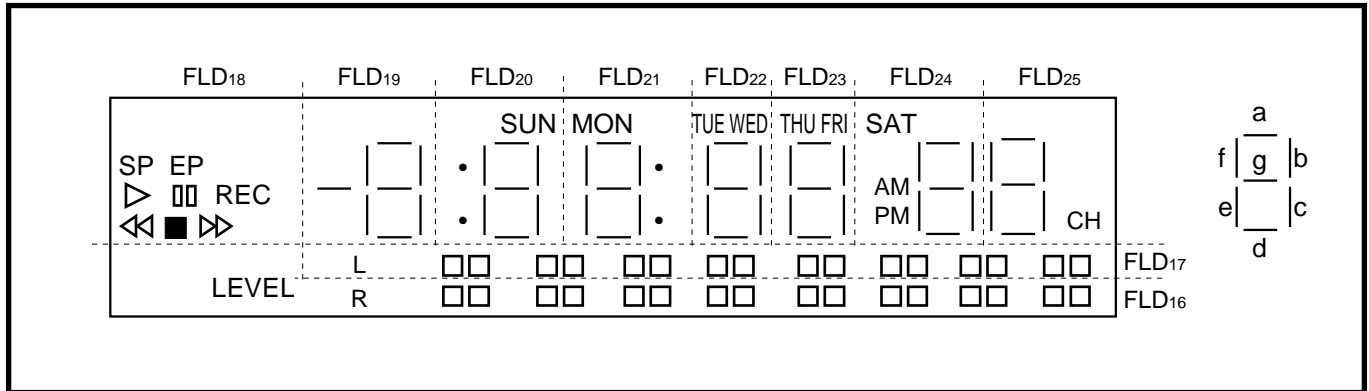 FLD18 FLD19 FLD20 FLD21 FLD22 FLD23 FLD24 FLD25
SUN MON TUE WED THU FRI SAT
a
SP EP
f g b
REC
AM
PM
e c
CH
d
L
FLD17
LEVEL
R
FLD16